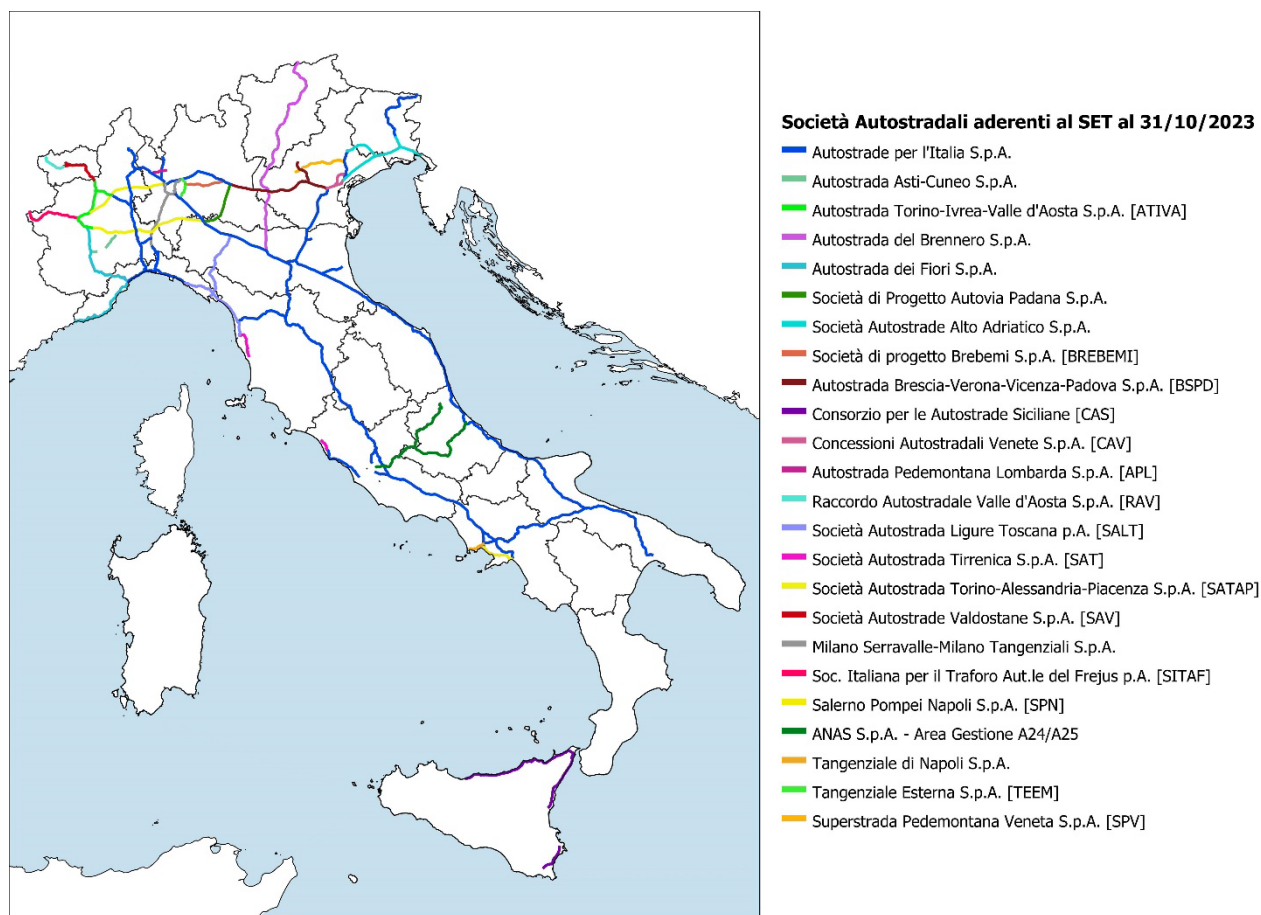 Società Autostradali aderenti al SET al 31/10/2023
Autostrade per l'Italia S.p.A.
Autostrada Asti-Cuneo S.p.A.
Autostrada Torino-Ivrea-Valle d'Aosta S.p.A. [ATIVA]
Autostrada del Brennero S.p.A.
Autostrada dei Fiori S.p.A.
Società di Progetto Autovia Padana S.p.A.
Società Autostrade Alto Adriatico S.p.A.
Società di progetto Brebemi S.p.A. [BREBEMI]
Autostrada Brescia-Verona-Vicenza-Padova S.p.A. [BSPD]
Consorzio per le Autostrade Siciliane [CAS]
Concessioni Autostradali Venete S.p.A. [CAV]
Autostrada Pedemontana Lombarda S.p.A. [APL]
Raccordo Autostradale Valle d'Aosta S.p.A. [RAV]
Società Autostrada Ligure Toscana p.A. [SALT]
Società Autostrada Tirrenica S.p.A. [SAT]
Società Autostrada Torino-Alessandria-Piacenza S.p.A. [SATAP]
Società Autostrade Valdostane S.p.A. [SAV]
Milano Serravalle-Milano Tangenziali S.p.A.
Soc. Italiana per il Traforo Aut.le del Frejus p.A. [SITAF]
Salerno Pompei Napoli S.p.A. [SPN]
ANAS S.p.A. - Area Gestione A24/A25
Tangenziale di Napoli S.p.A.
Tangenziale Esterna S.p.A. [TEEM]
Superstrada Pedemontana Veneta S.p.A. [SPV]